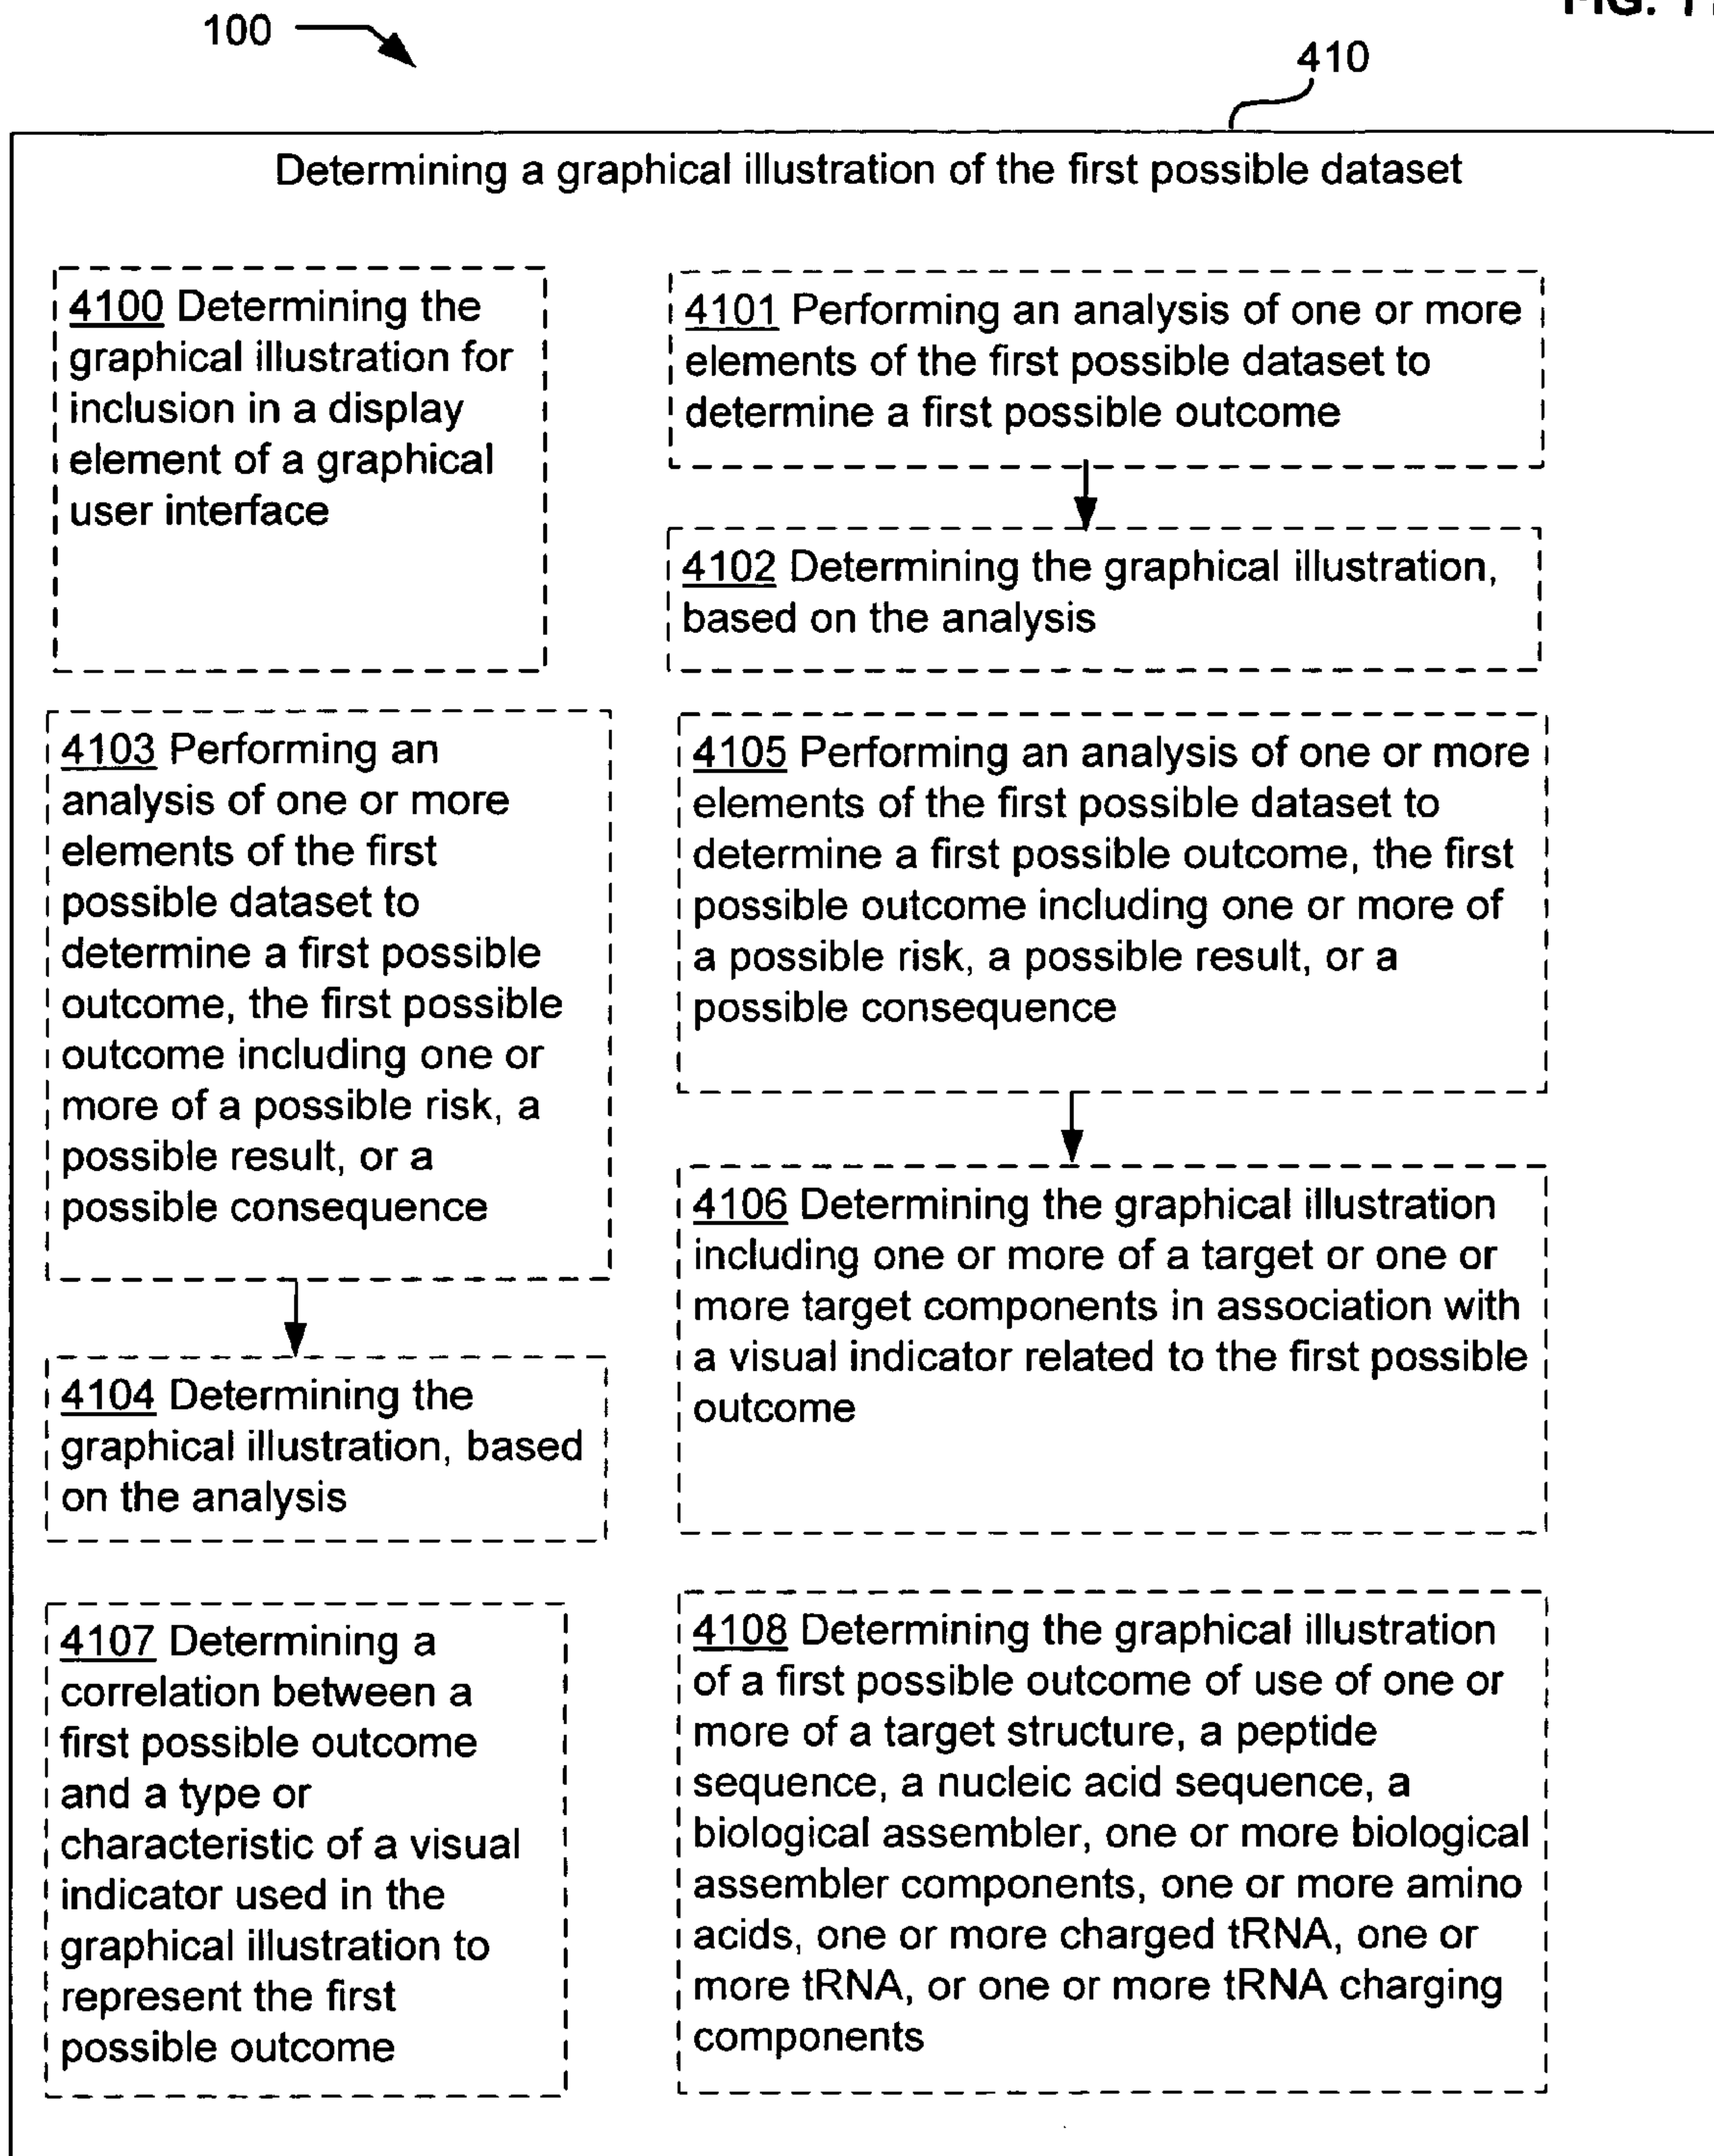 100
FIG.
410
Determining a graphical illustration of the first possible dataset
4100 Determining the
graphical illustration for
inclusion in a display
element of a graphical
user interface
4101 Performing an analysis of one or more
elements of the first possible dataset to
determine a first possible outcome
4102 Determining the graphical illustration,
based on the analysis
4103 Performing an
analysis of one or more
elements of the first
possible dataset to
determine a first possible
outcome, the first possible
outcome including one or
more of a possible risk, a
possible result, or a
possible consequence
4104 Determining the
graphical illustration, based
on the analysis
4105 Performing an analysis of one or more
elements of the first possible dataset to
determine a first possible outcome, the first
possible outcome including one or more of
a possible risk, a possible result, or a
possible consequence
4106 Determining the graphical illustration
including one or more of a target or one or
more target components in association with
a visual indicator related to the first possible
outcome
4107 Determining a
correlation between a
first possible outcome
and a type or
characteristic of a visual
indicator used in the
graphical illustration to
represent the first
possible outcome
4108 Determining the graphical illustration
of a first possible outcome of use of one or
more of a target structure, a peptide
sequence, a nucleic acid sequence, a
biological assembler, one or more biological
assembler components, one or more amino
acids, one or more charged tRNA, one or
more tRNA, or one or more tRNA charging
components